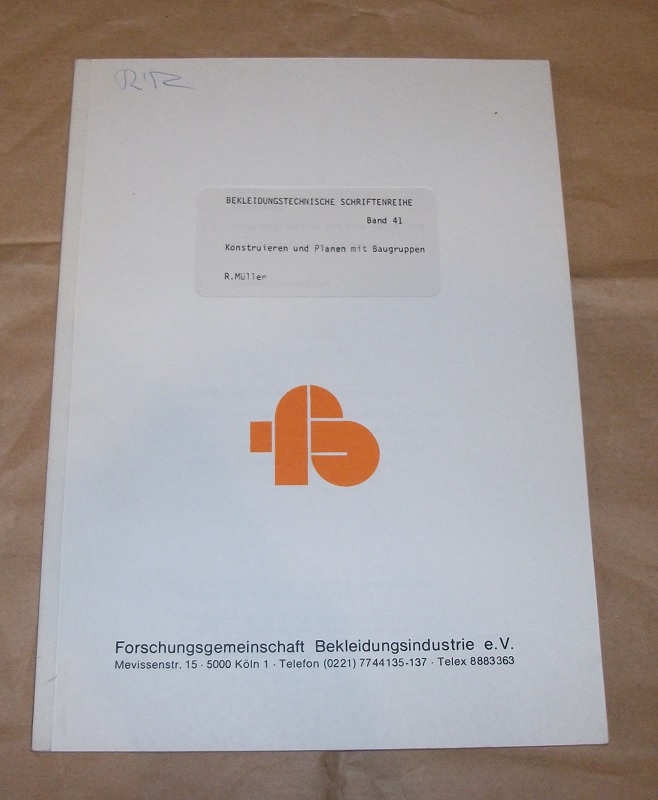 BEKLEIDUNGSTECHNISCHE SCHRIFTENREIHE
Band 41
Konstruieren und Planen mit Baugruppen
R.Müller
Forschungsgemeinschaft Bekleidungsindustrie e.V.
Mevissenstr. 15 · 5000 Köln 1 · Telefon (0221) 7744135-137 · Telex 8883363